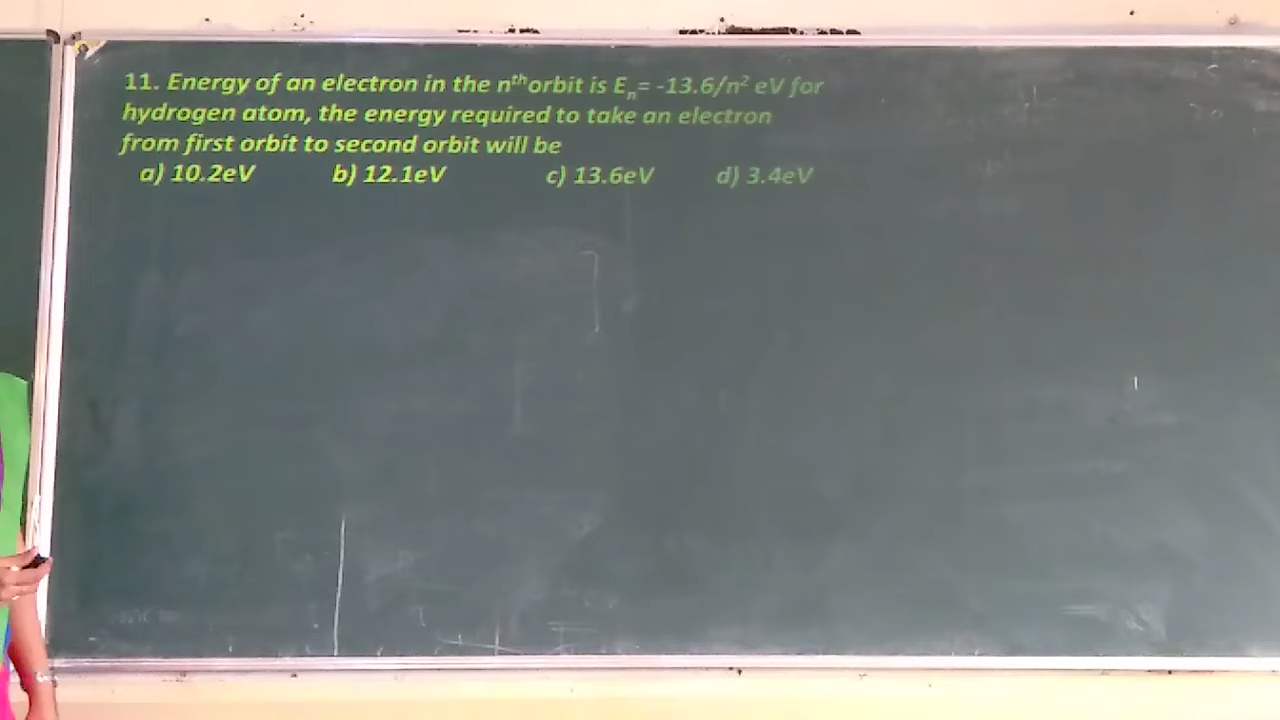 11. Energy of an electron in the nᵗʰorbit is Eₙ= -13.6/n² eV for
hydrogen atom, the energy required to take an electron
from first orbit to second orbit will be
a) 10.2eV b) 12.1eV c) 13.6eV d) 3.4eV